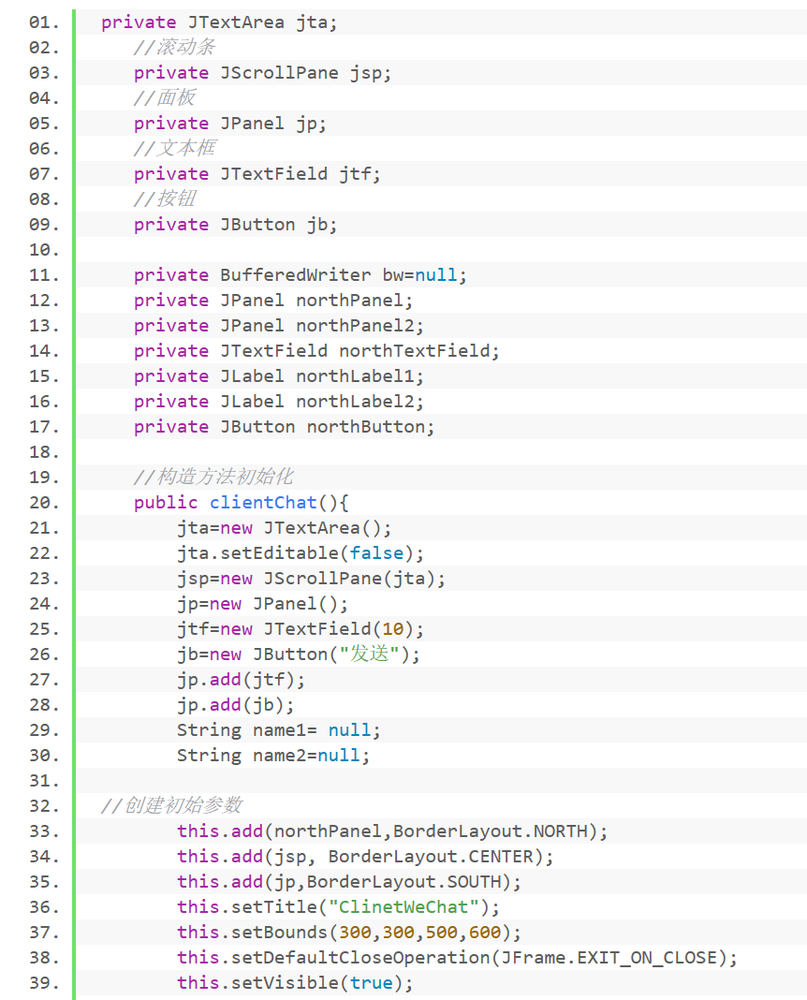 01. private JTextArea jta;
02. //滚动条
03. private JScrollPane jsp;
04. //面板
05. private JPanel jp;
06. //文本框
07. private JTextField jtf;
08. //按钮
09. private JButton jb;
10.
11. private BufferedWriter bw=null;
12. private JPanel northPanel;
13. private JPanel northPanel2;
14. private JTextField northTextField;
15. private JLabel northLabel1;
16. private JLabel northLabel2;
17. private JButton northButton;
18.
19. //构造方法初始化
20. public clientChat(){
21. jta=new JTextArea();
22. jta.setEditable(false);
23. jsp=new JScrollPane(jta);
24. jp=new JPanel();
25. jtf=new JTextField(10);
26. jb=new JButton("发送");
27. jp.add(jtf);
28. jp.add(jb);
29. String name1= null;
30. String name2=null;
31.
32. //创建初始参数
33. this.add(northPanel,BorderLayout.NORTH);
34. this.add(jsp, BorderLayout.CENTER);
35. this.add(jp,BorderLayout.SOUTH);
36. this.setTitle("ClinetWeChat");
37. this.setBounds(300,300,500,600);
38. this.setDefaultCloseOperation(JFrame.EXIT_ON_CLOSE);
39. this.setVisible(true);